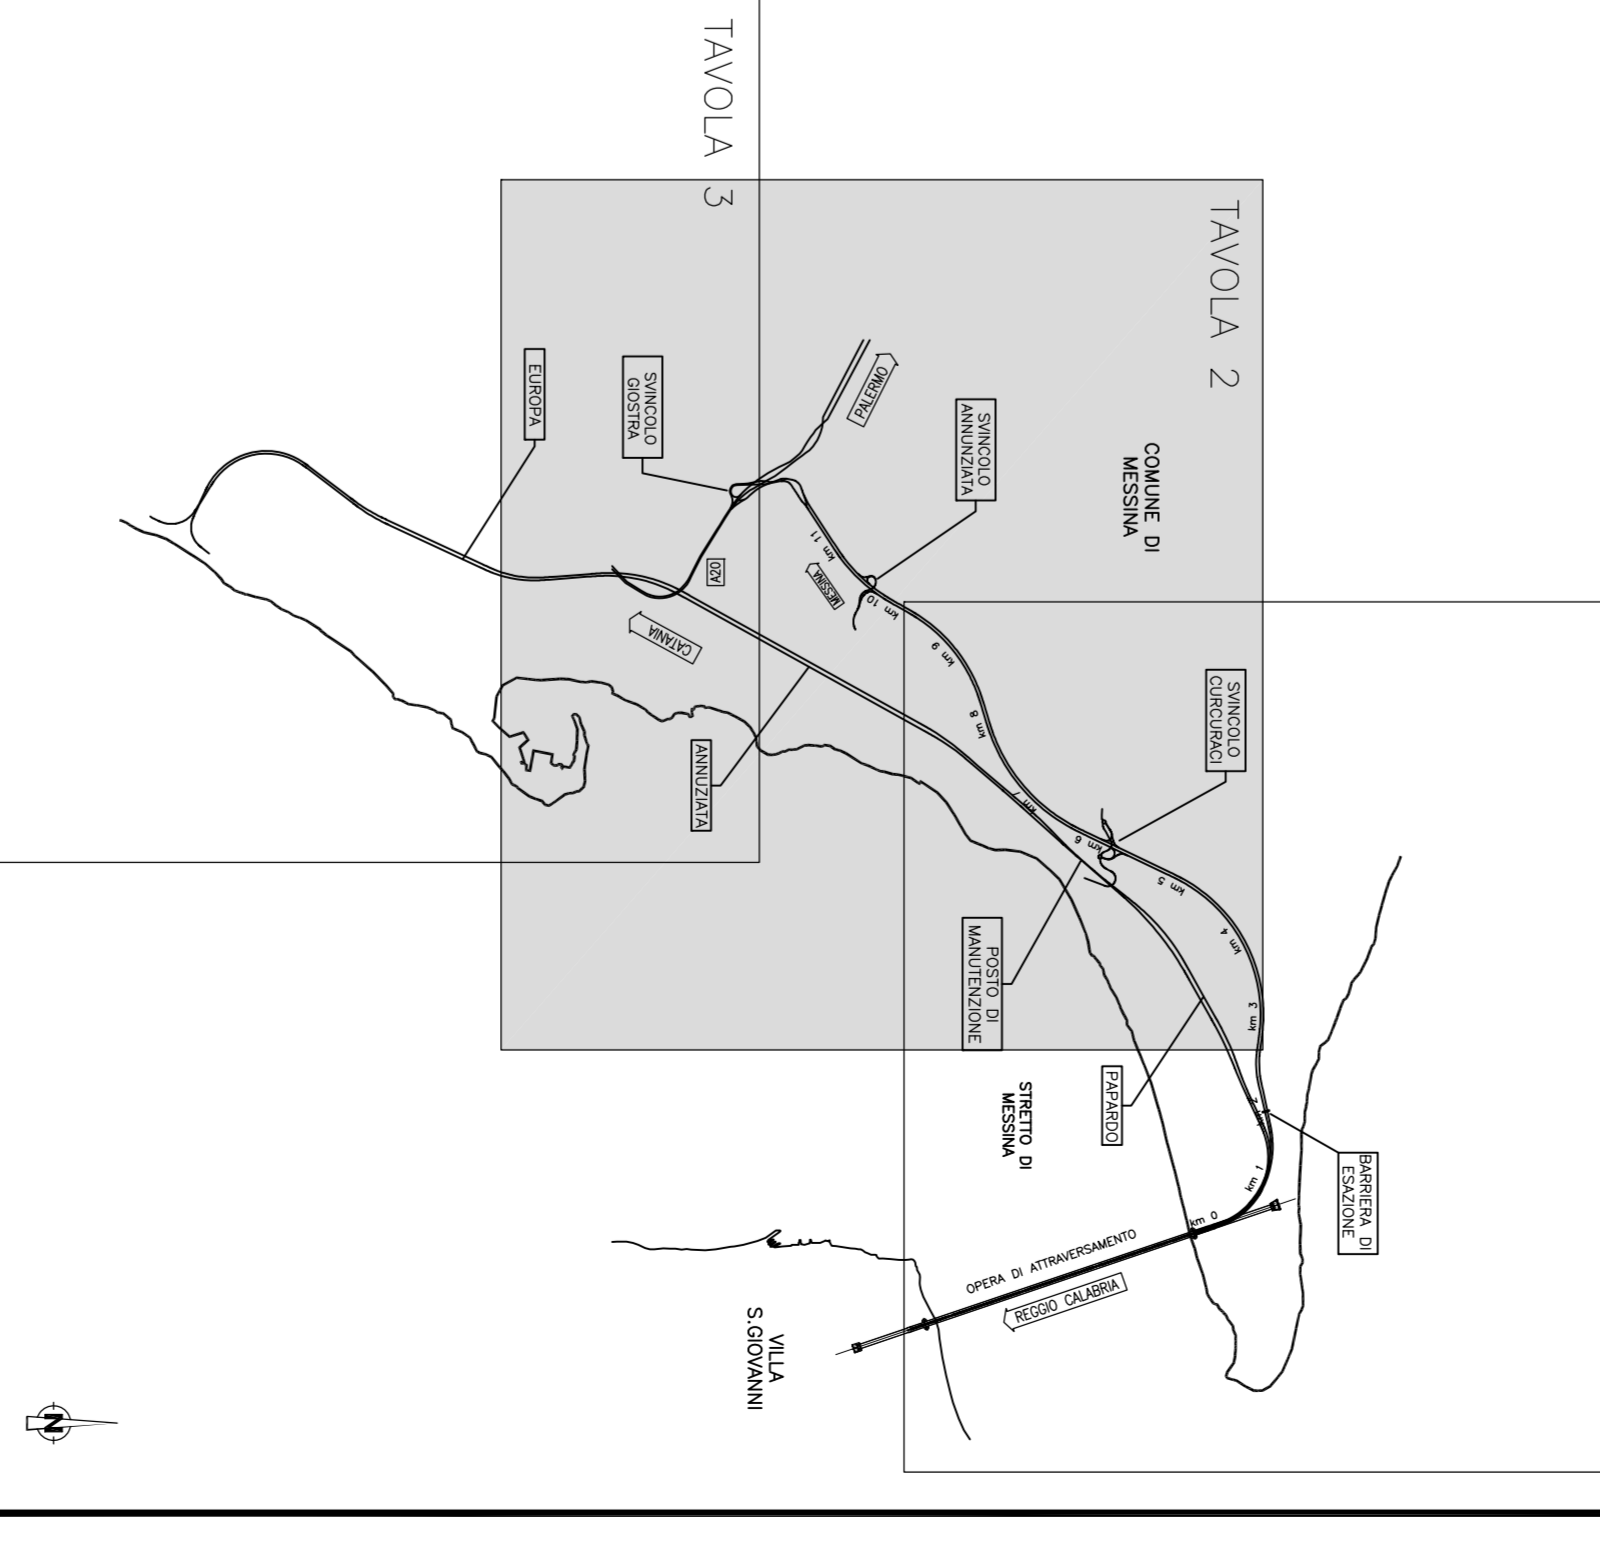 TAVOLA 3
TAVOLA 2
COMUNE DI
MESSINA
PALERMO
SVINCOLO
ANNUNZIATA
SVINCOLO
GIOSTRA
EUROPA
A20
MESSINA
CATANIA
km 11
km 10
km 9
km 8
km 7
km 6
km 5
km 4
km 3
km 2
km 1
km 0
SVINCOLO
CURCURACI
ANNUZIATA
POSTO DI
MANUTENZIONE
PAPARDO
STRETTO DI
MESSINA
BARRIERA DI
ESAZIONE
OPERA DI ATTRAVERSAMENTO
REGGIO CALABRIA
VILLA
S.GIOVANNI
N